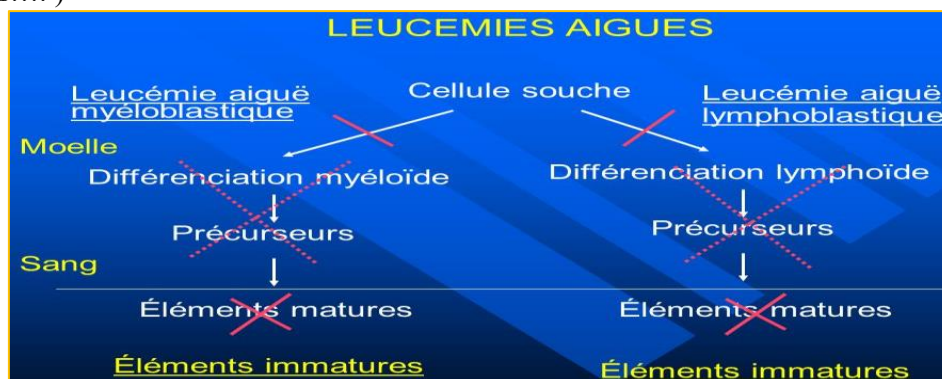 LEUCEMIES AIGUES
Leucémie aiguë
myéloblastique
Cellule souche
Leucémie aiguë
lymphoblastique
Moelle
Différenciation myéloïde
Différenciation lymphoïde
Précurseurs
Précurseurs
Sang
Éléments matures
Éléments matures
Éléments immatures
Éléments immatures